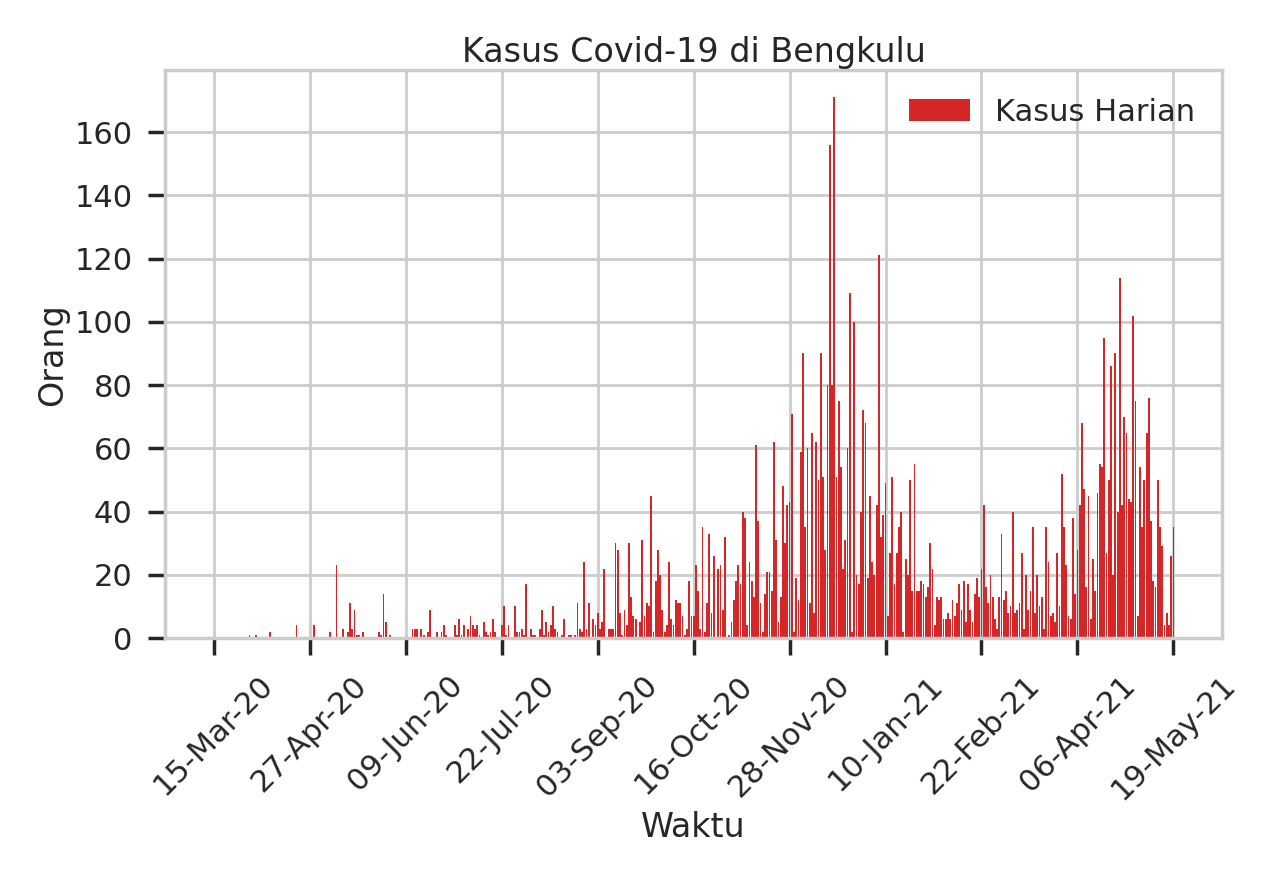 Kasus Covid-19 di Bengkulu
Kasus Harian
Orang
160
140
120
100
80
60
40
20
0
15-Mar-20
27-Apr-20
09-Jun-20
22-Jul-20
03-Sep-20
16-Oct-20
28-Nov-20
10-Jan-21
22-Feb-21
06-Apr-21
19-May-21
Waktu